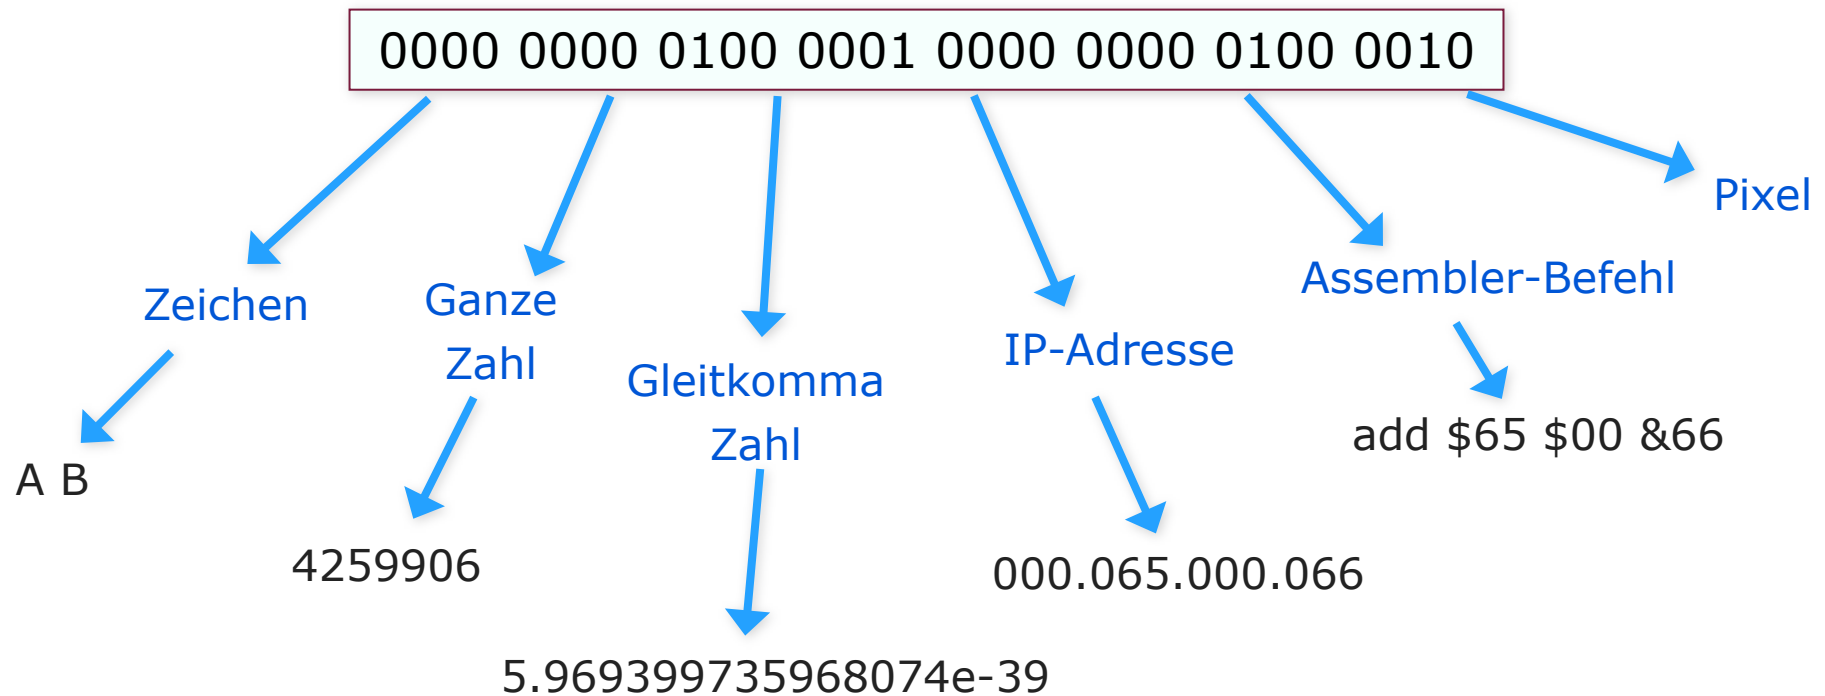 0000 0000 0100 0001 0000 0000 0100 0010
Pixel
Assembler-Befehl
Zeichen
Ganze
Zahl
IP-Adresse
Gleitkomma
Zahl
add $65 $00 &66
A B
4259906
000.065.000.066
5.969399735968074e-39